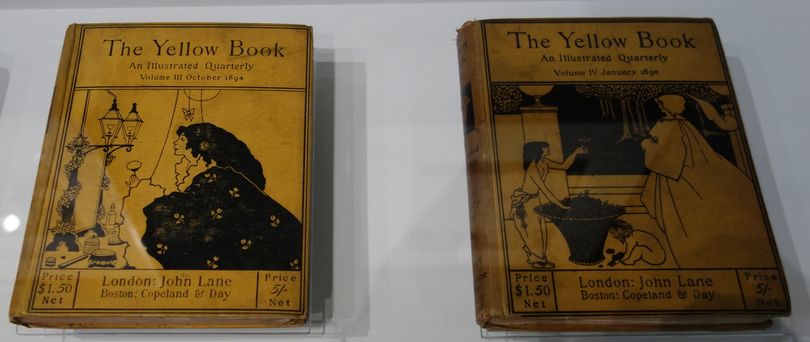 The Yellow Book
An Illustrated Quarterly
Volume III October 1894
Price
$1.50
Net
London: John Lane
Boston: Copeland & Day
Price
5/-
Net
The Yellow Book
An Illustrated Quarterly
Volume IV January 1895
Price
$1.50
Net
London: John Lane
Boston: Copeland & Day
Price
5/-
Net